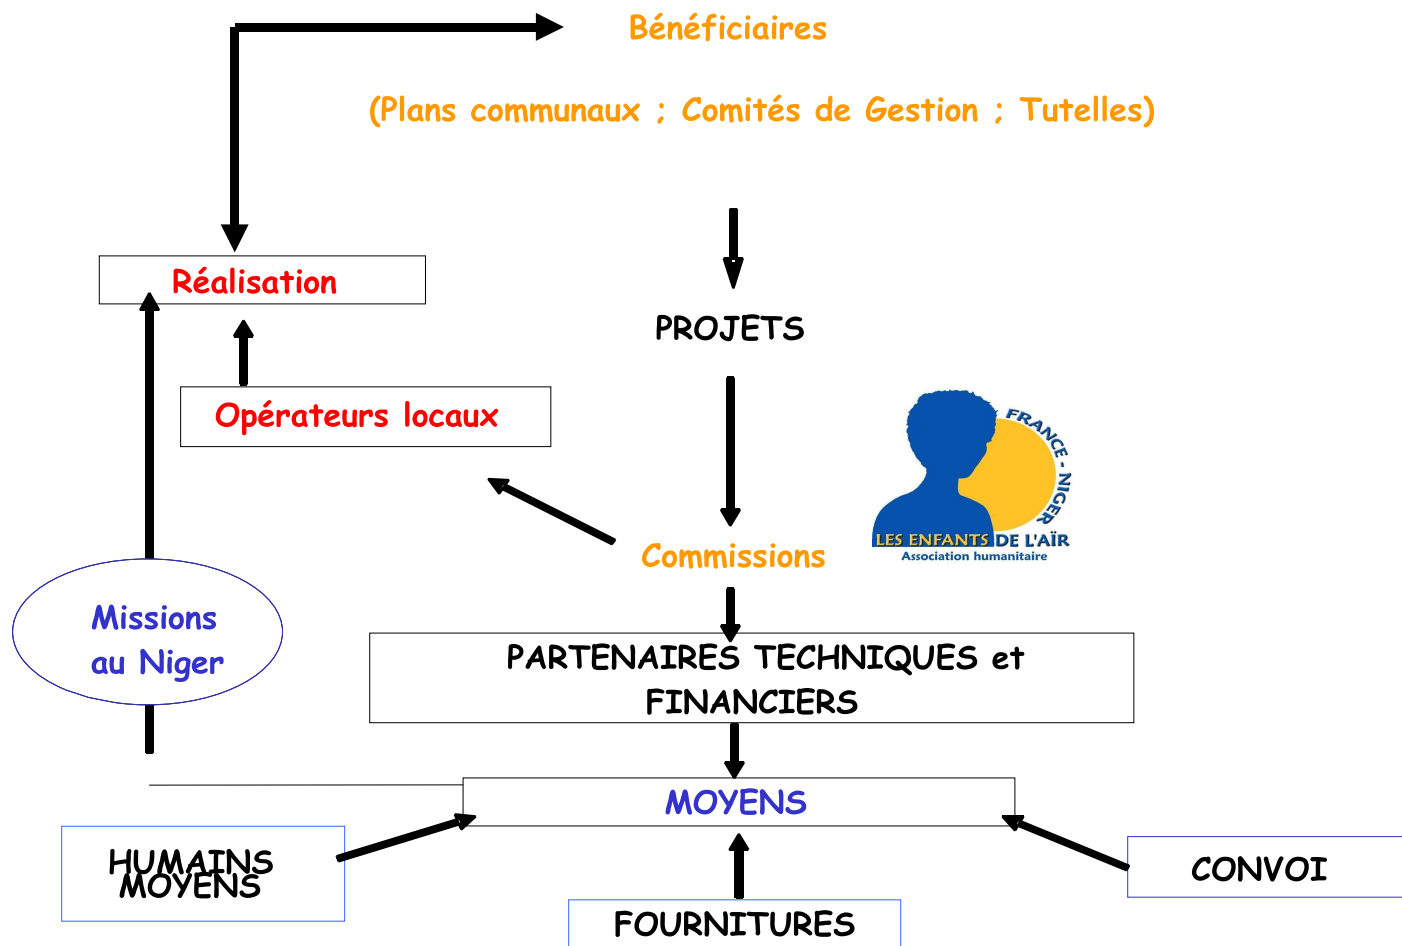 Bénéficiaires
(Plans communaux ; Comités de Gestion ; Tutelles)
Réalisation
PROJETS
Opérateurs locaux
FRANCE - NIGER
LES ENFANTS DE L'AÏR
Association humanitaire
Commissions
Missions
au Niger
PARTENAIRES TECHNIQUES et
FINANCIERS
MOYENS
HUMAINS
MOYENS
CONVOI
FOURNITURES